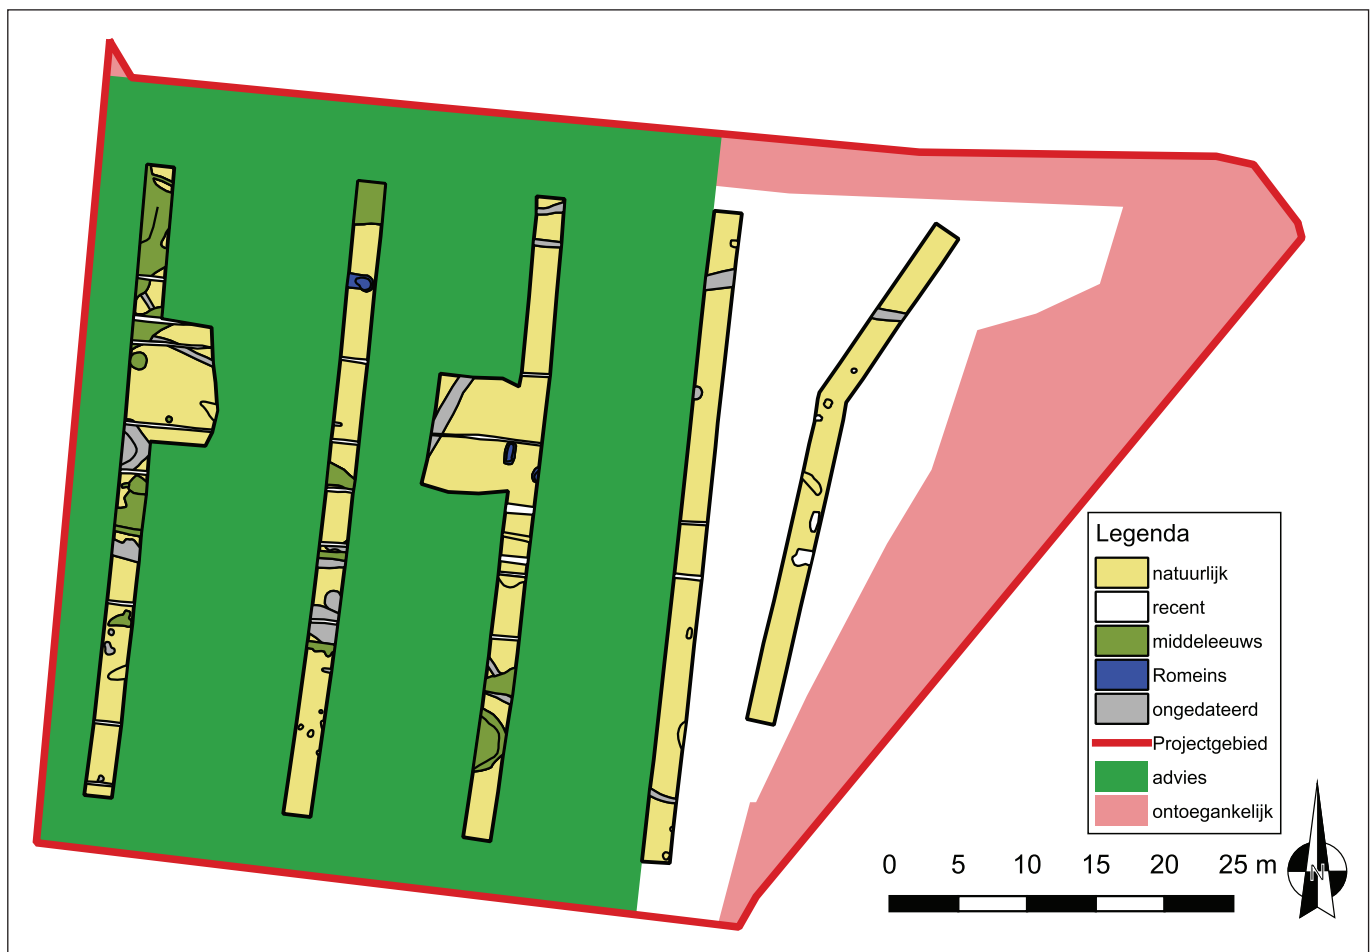 Legenda
natuurlijk
recent
middeleeuws
Romeins
ongedateerd
Projectgebied
advies
ontoegankelijk
0 5 10 15 20 25 m
N